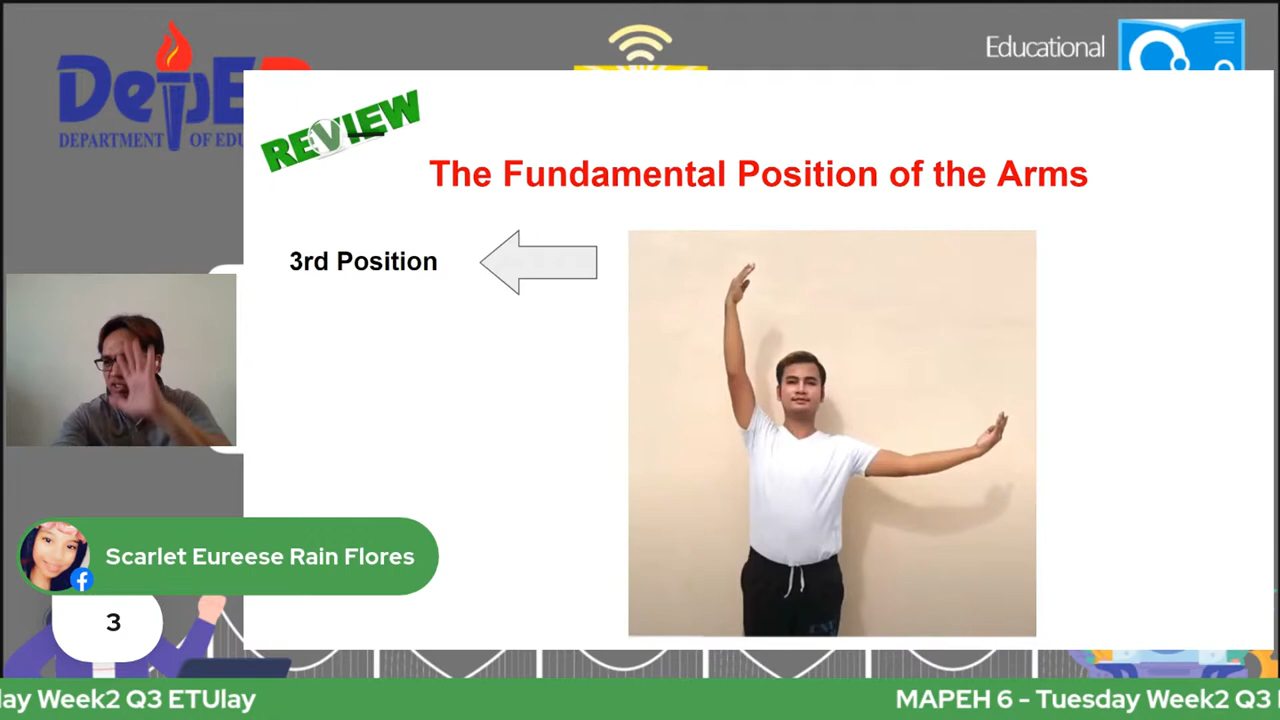 DepE
DEPARTMENT OF EDU
Educational
REVIEW
The Fundamental Position of the Arms
3rd Position
Scarlet Eureese Rain Flores
3
lay Week2 Q3 ETUlay
MAPEH 6 - Tuesday Week2 Q3